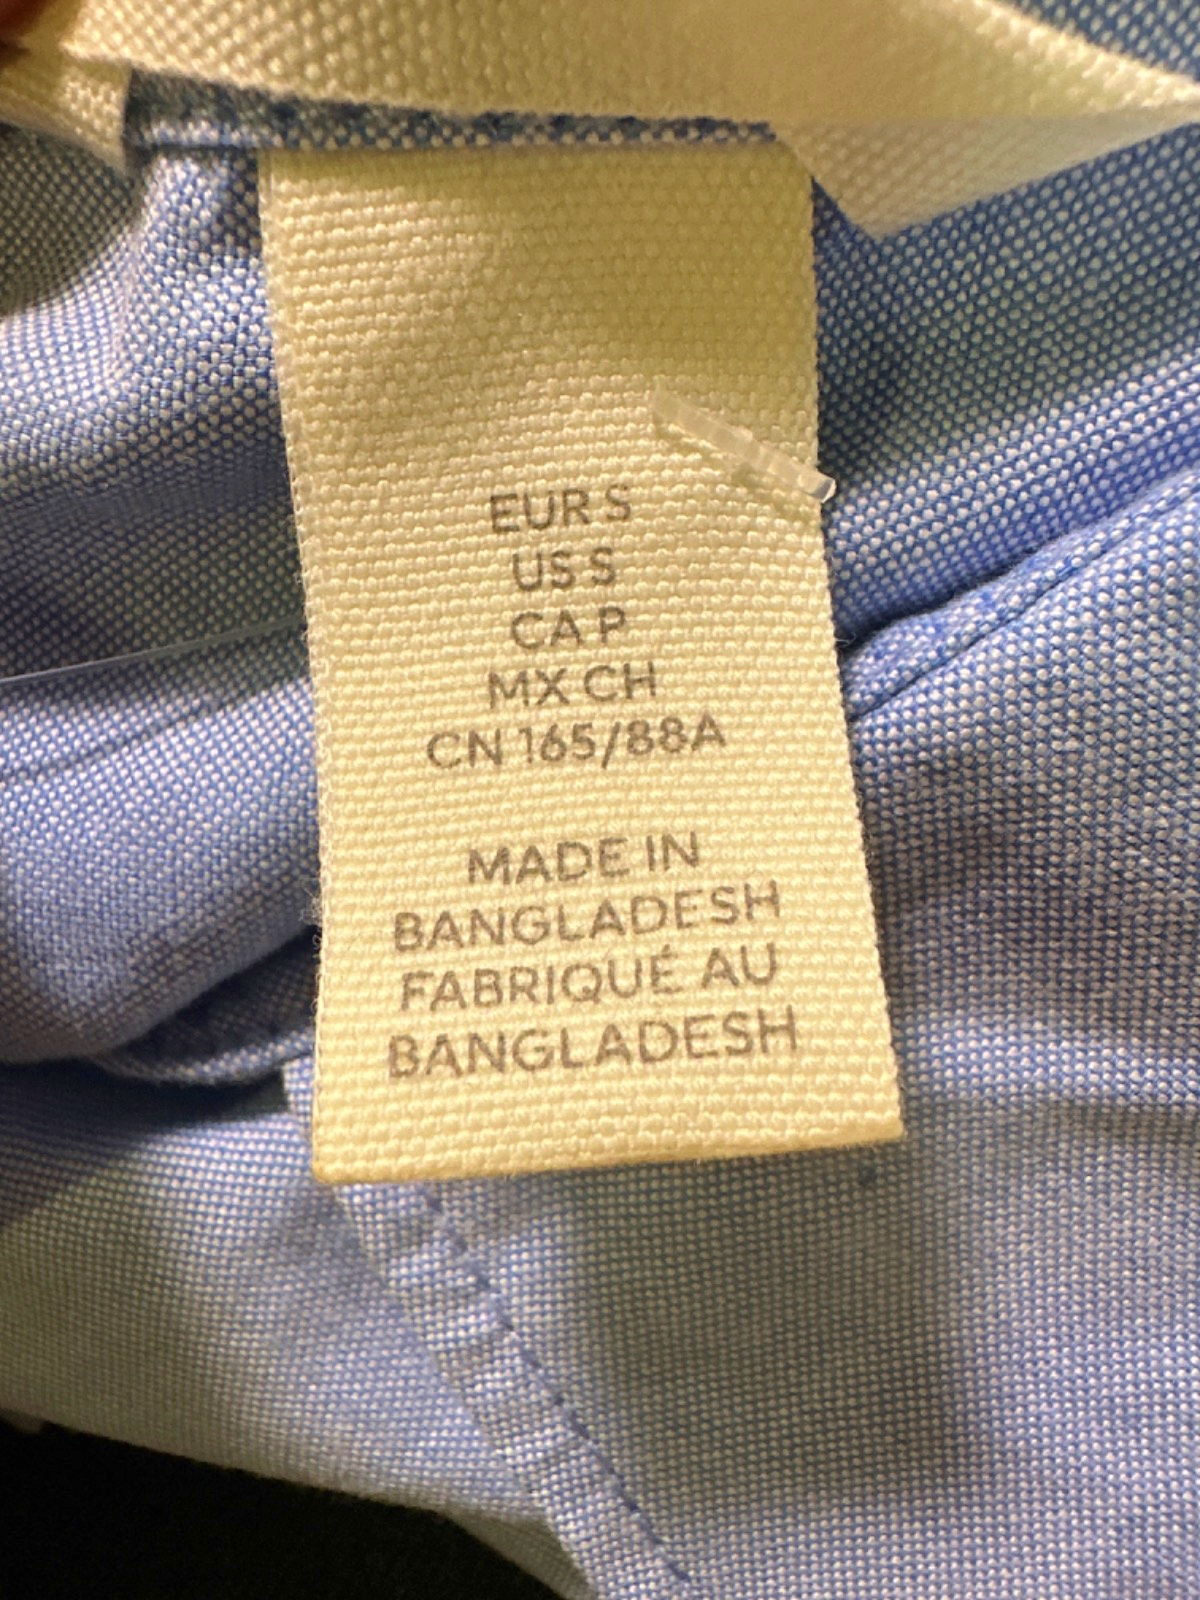 EUR S
US S
CA P
MX CH
CN 165/88A
MADE IN
BANGLADESH
FABRIQUÉ AU
BANGLADESH